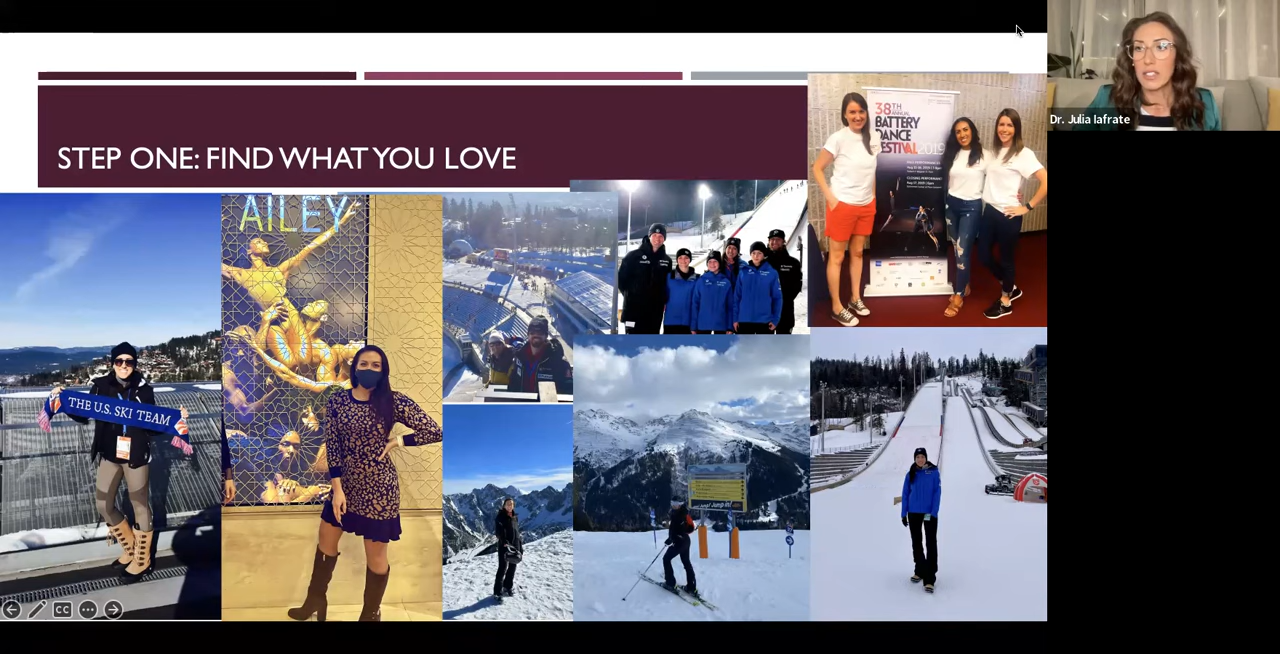 STEP ONE: FIND WHAT YOU LOVE
Dr. Julia Iafrate
38TH
ANNUAL
BATTERY
DANCE
FESTIVAL 2019
AILEY
THE U.S. SKI TEAM
CC